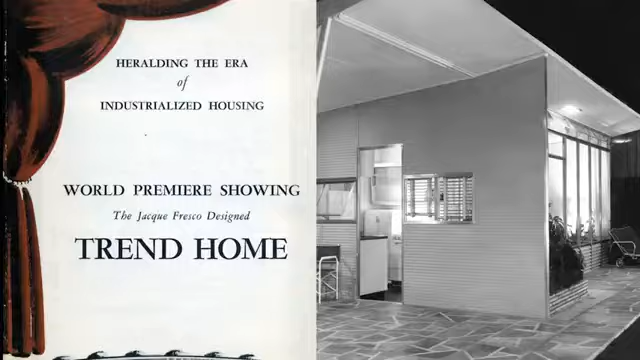 HERALDING THE ERA
of
INDUSTRIALIZED HOUSING
WORLD PREMIERE SHOWING
The Jacque Fresco Designed
TREND HOME